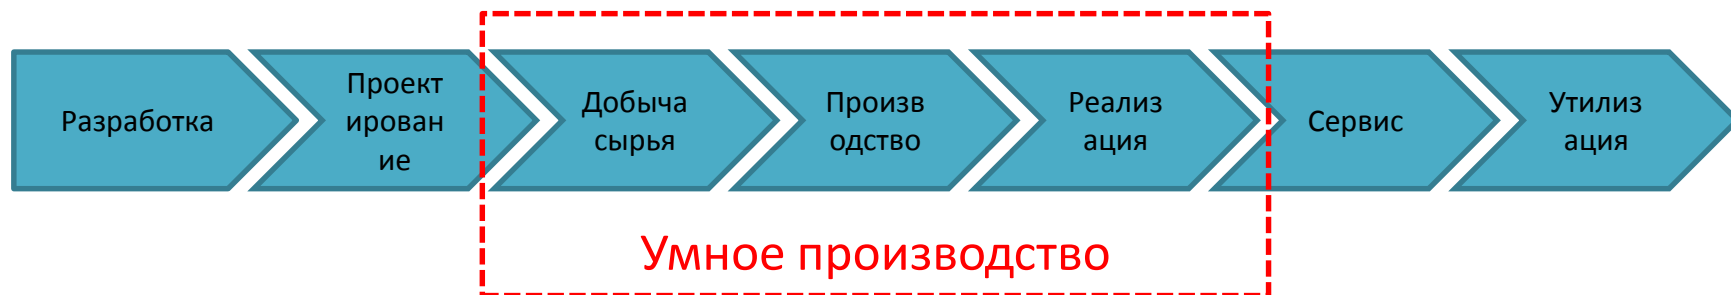 Разработка
Проект
ирован
ие
Добыча
сырья
Произв
одство
Реализ
ация
Сервис
Утилиз
ация
Умное производство